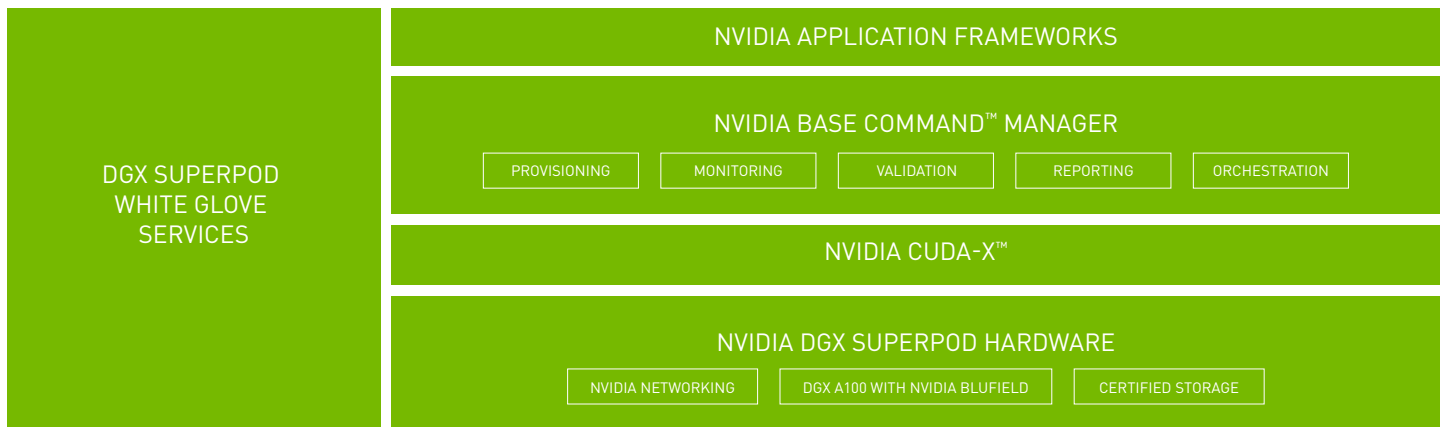 DGX SUPERPOD
WHITE GLOVE
SERVICES
NVIDIA APPLICATION FRAMEWORKS
NVIDIA BASE COMMAND™ MANAGER
PROVISIONING
MONITORING
VALIDATION
REPORTING
ORCHESTRATION
NVIDIA CUDA-X™
NVIDIA DGX SUPERPOD HARDWARE
NVIDIA NETWORKING
DGX A100 WITH NVIDIA BLUFIELD
CERTIFIED STORAGE